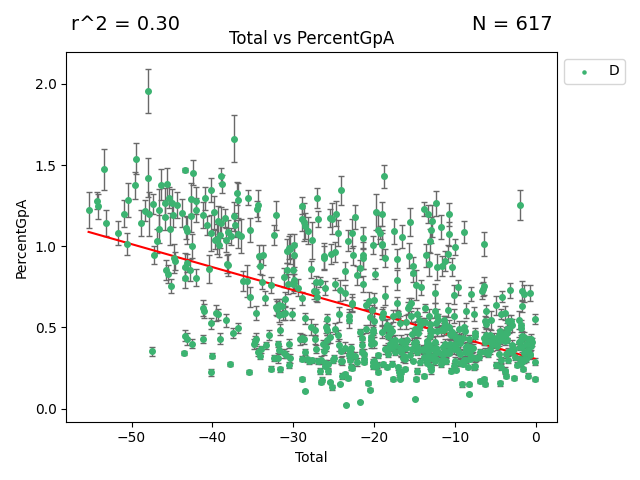 r^2 = 0.30
N = 617
Total vs PercentGpA
D
PercentGpA
2.0
1.5
1.0
0.5
0.0
−50
−40
−30
−20
−10
0
Total